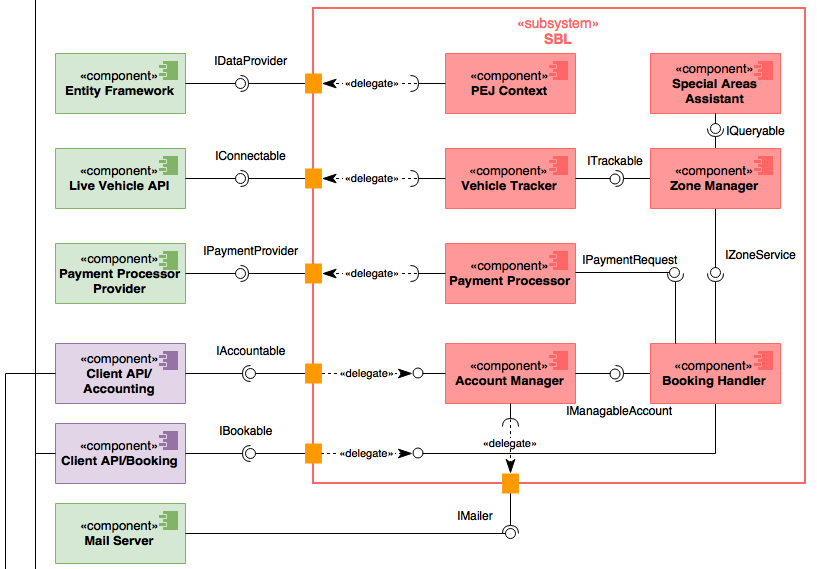 «subsystem»
SBL
«component»
Entity Framework
IDataProvider
«delegate»
«component»
PEJ Context
«component»
Special Areas
Assistant
IQueryable
«component»
Live Vehicle API
IConnectable
«delegate»
«component»
Vehicle Tracker
ITrackable
«component»
Zone Manager
«component»
Payment Processor
Provider
IPaymentProvider
«delegate»
«component»
Payment Processor
IPaymentRequest
IZoneService
«component»
Client API/
Accounting
IAccountable
«delegate»
«component»
Account Manager
IManagableAccount
«component»
Booking Handler
«component»
Client API/Booking
IBookable
«delegate»
«delegate»
«component»
Mail Server
IMailer